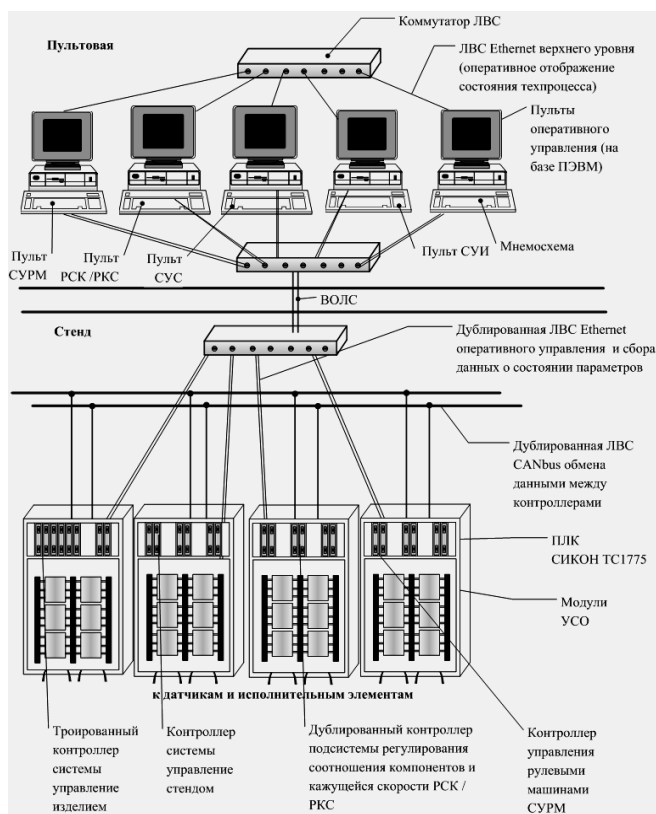 Коммутатор ЛВС
Пультовая
ЛВС Ethernet верхнего уровня
(оперативное отображение
состояния техпроцесса)
Пульты
оперативного
управления (на
базе ПЭВМ)
Пульт
СУРМ
Пульт
РСК /РКС
Пульт
СУС
Пульт СУИ
Мнемосхема
ВОЛС
Стенд
Дублированная ЛВС Ethernet
оперативного управления и сбора
данных о состоянии параметров
Дублированная ЛВС
CANbus обмена
данными между
контроллерами
ПЛК
СИКОН ТС1775
Модули
УСО
к датчикам и исполнительным элементам
Троированный
контроллер
системы
управление
изделием
Контроллер
системы
управление
стендом
Дублированный контроллер
подсистемы регулирования
соотношения компонентов и
кажущейся скорости РСК /
РКС
Контроллер
управления
рулевыми
машинами
СУРМ